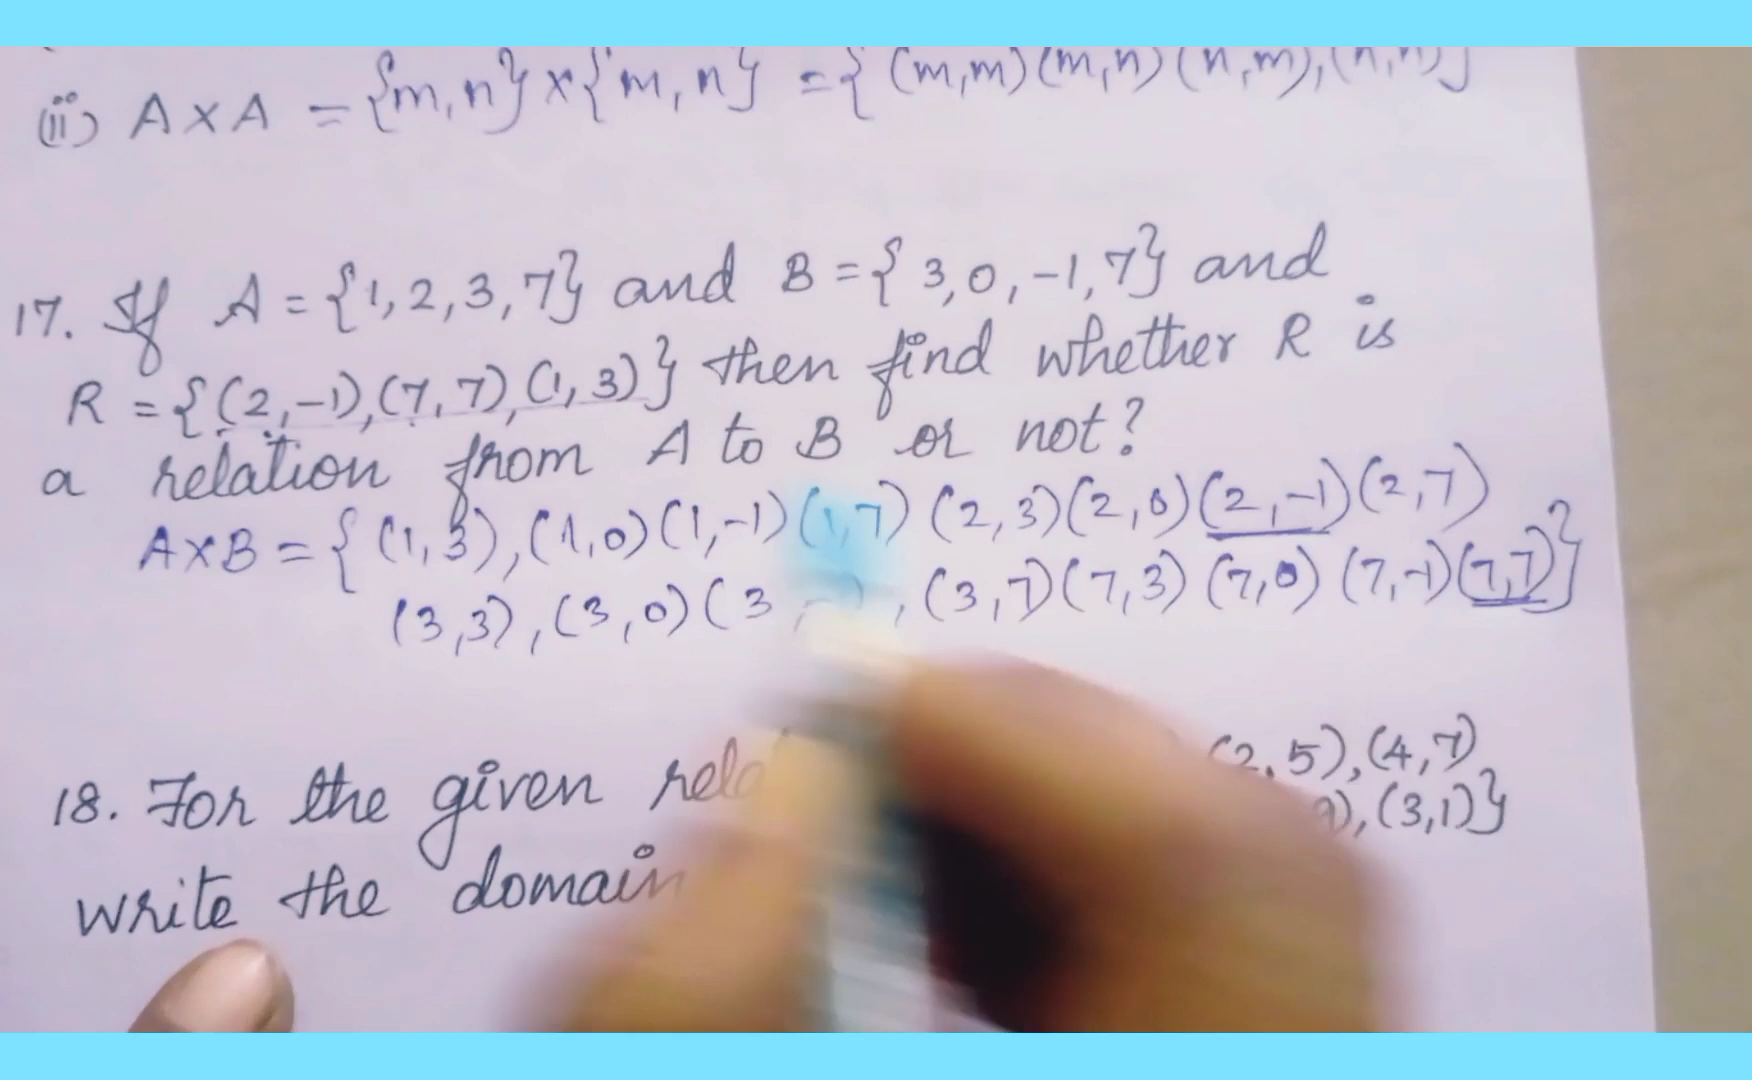 (ii) A×A = {m,n}×{m,n} = { (m,m)(m,n)(n,m),(n,n)}
17. If A = {1,2,3,7} and B = { 3,0,-1,7} and
R = {(2,-1),(7,7),(1,3)} then find whether R is
a relation from A to B or not?
A×B = { (1,3),(1,0)(1,-1)(1,7) (2,3)(2,0)(2,-1)(2,7)
(3,3),(3,0)(3 , (3,7)(7,3) (7,0) (7,-1)(7,7)}
18. For the given (2,5),(4,7)
),(3,1)}
write the domain